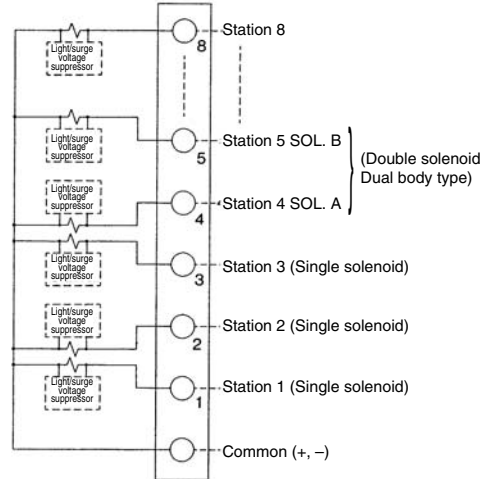 Light/surge
voltage
suppressor
8
Station 8
Light/surge
voltage
suppressor
5
Station 5 SOL. B
(Double solenoid
Dual body type)
Light/surge
voltage
suppressor
4
Station 4 SOL. A
Light/surge
voltage
suppressor
3
Station 3 (Single solenoid)
Light/surge
voltage
suppressor
2
Station 2 (Single solenoid)
Light/surge
voltage
suppressor
1
Station 1 (Single solenoid)
Common (+, –)